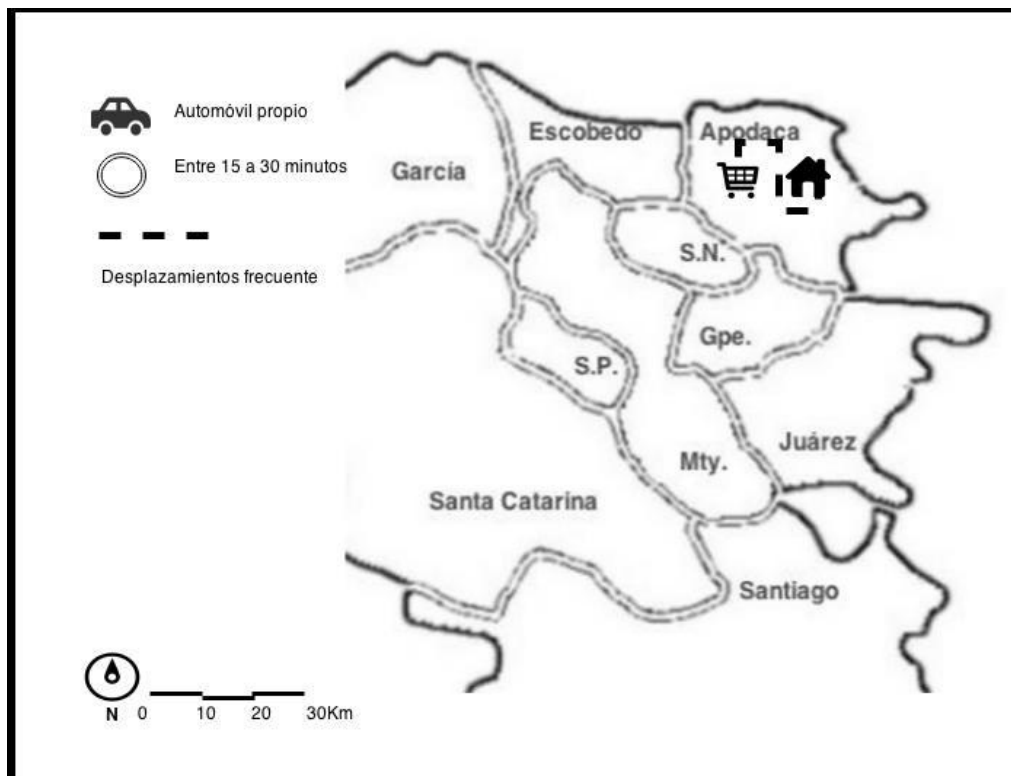 Automóvil propio
Entre 15 a 30 minutos
Desplazamientos frecuente
Escobedo
Apodaca
García
S.N.
Gpe.
S.P.
Juárez
Mty.
Santa Catarina
Santiago
N 0 10 20 30Km